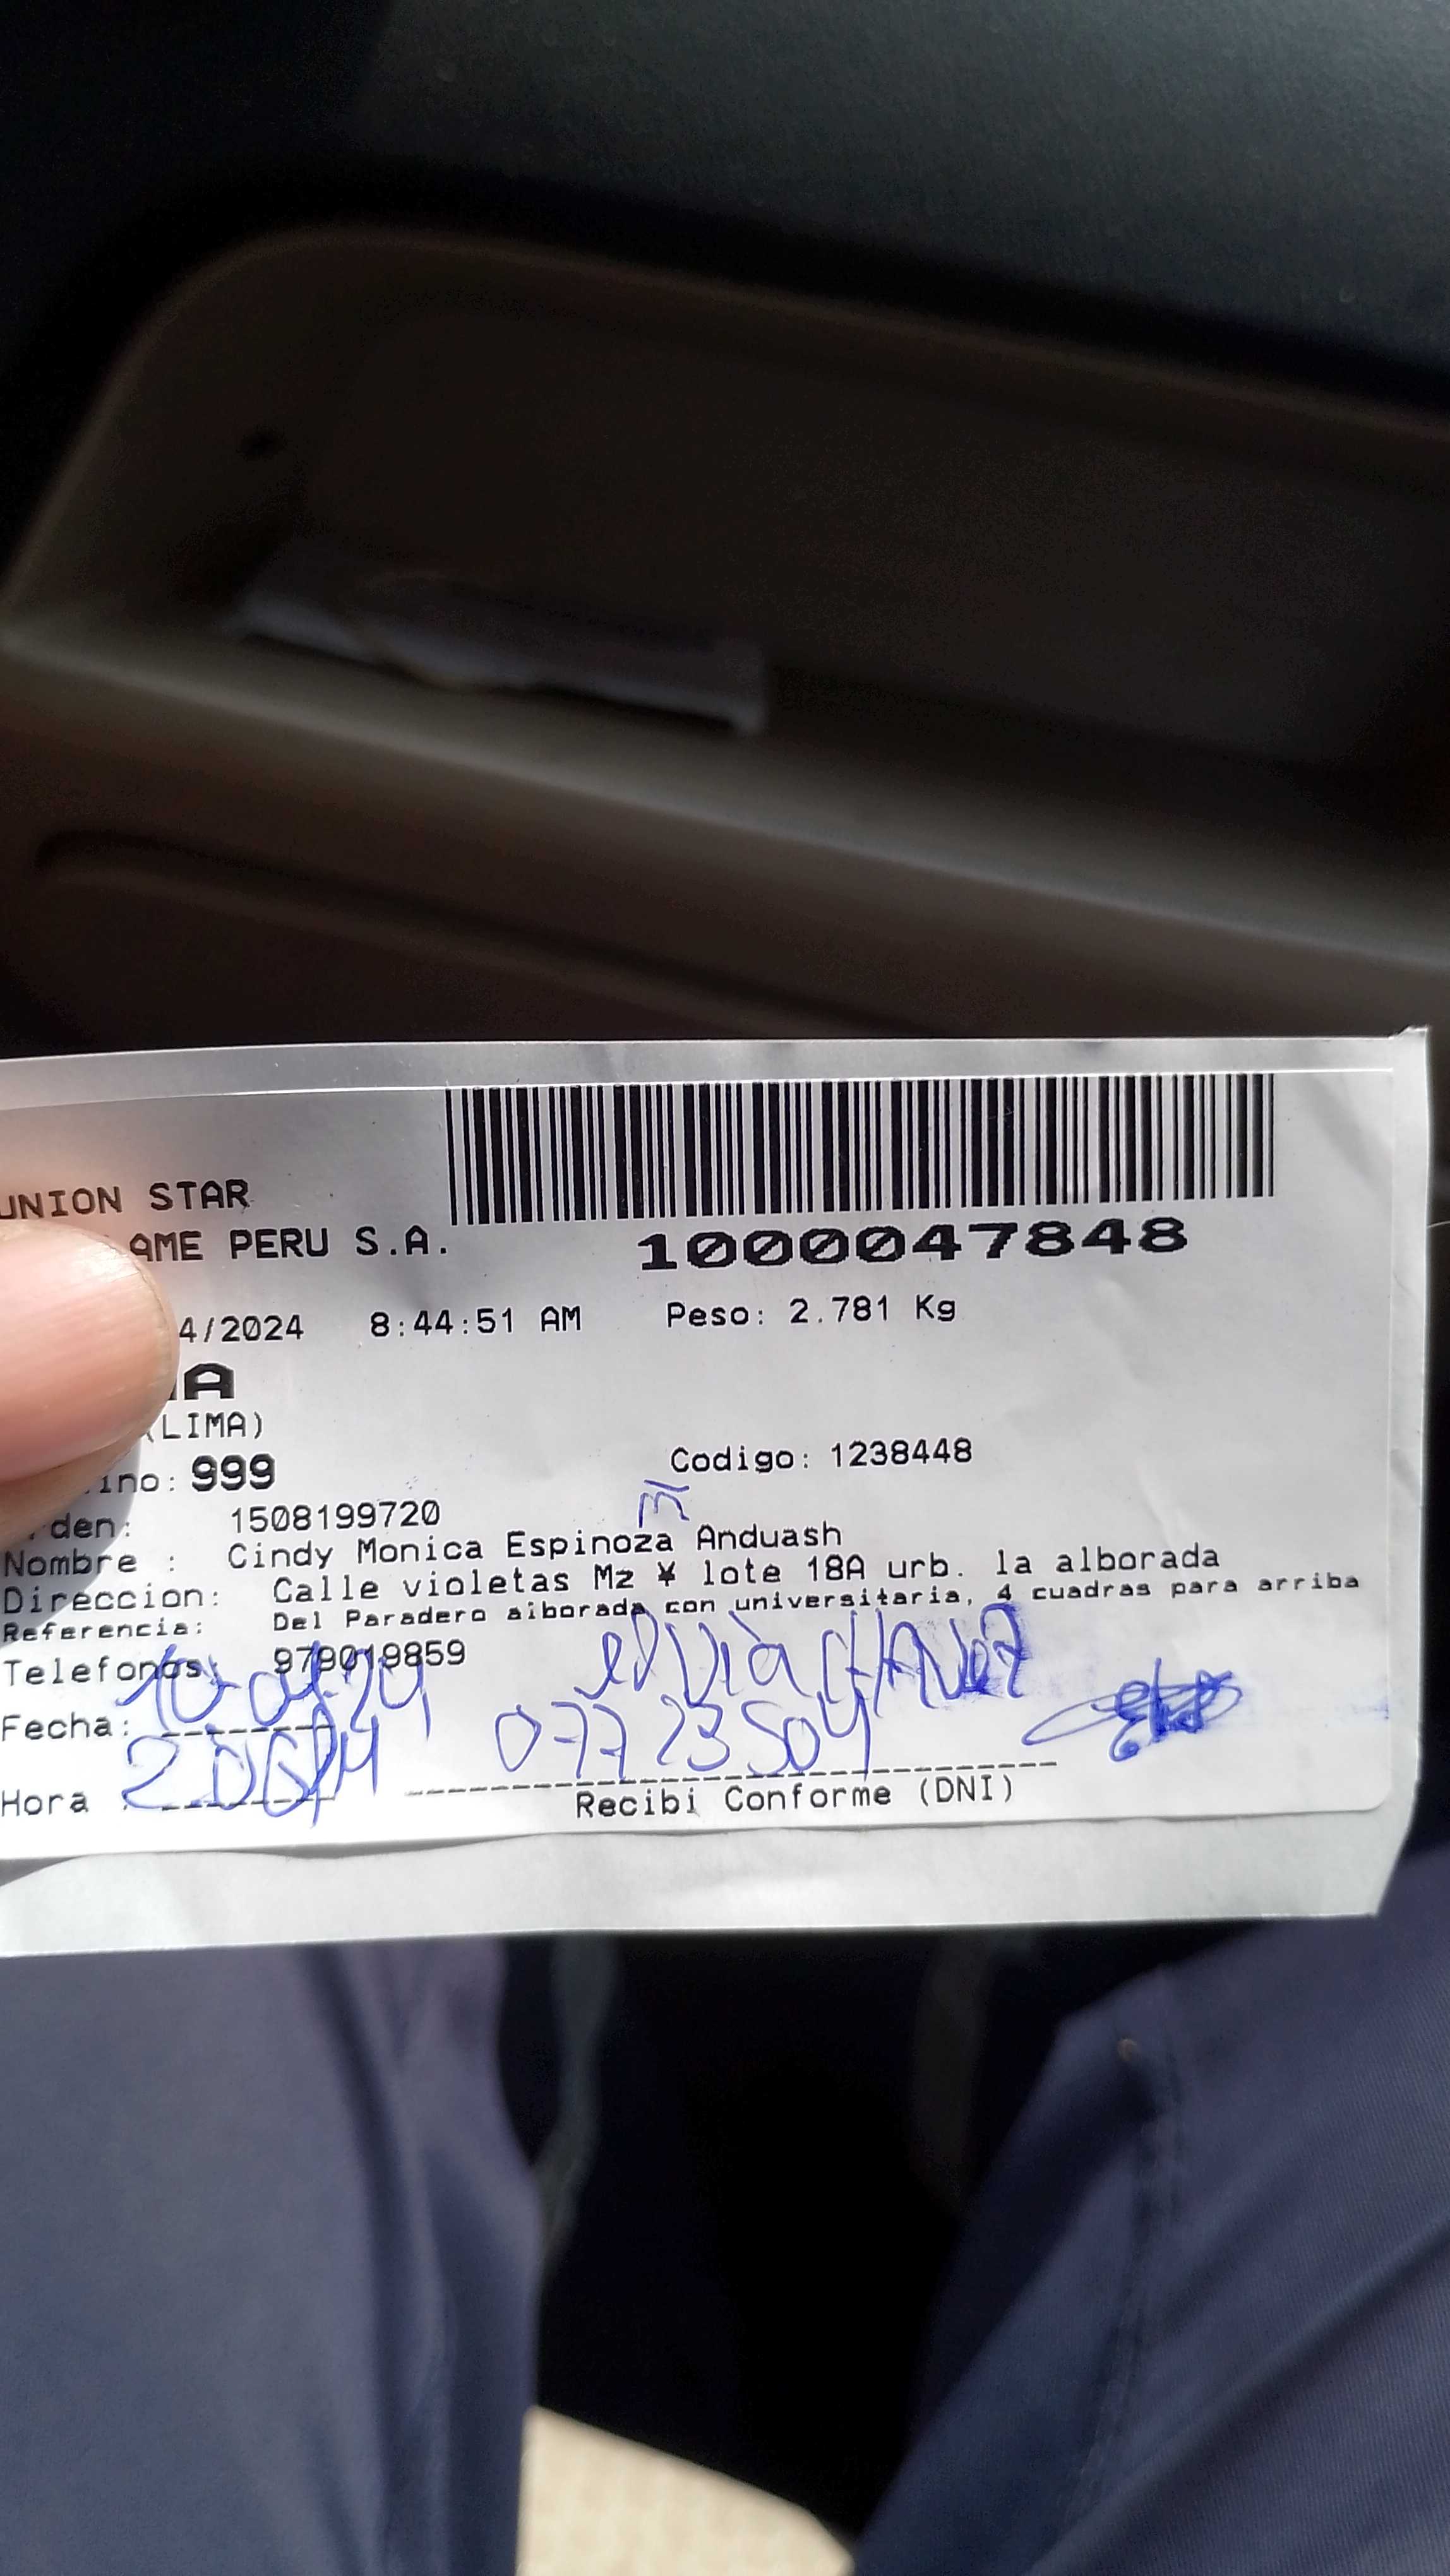 UNION STAR
AME PERU S.A.
1000047848
4/2024 8:44:51 AM Peso: 2.781 Kg
A
(LIMA)
ino: 999 Codigo: 1238448
den: 1508199720
Nombre : Cindy Monica Espinoza Anduash
Direccion: Calle violetas Mz ¥ lote 18A urb. la alborada
Referencia: Del Paradero alborada con universitaria, 4 cuadras para arriba
Telefonos: 979019859
Fecha:
07723504
Hora :
Recibi Conforme (DNI)